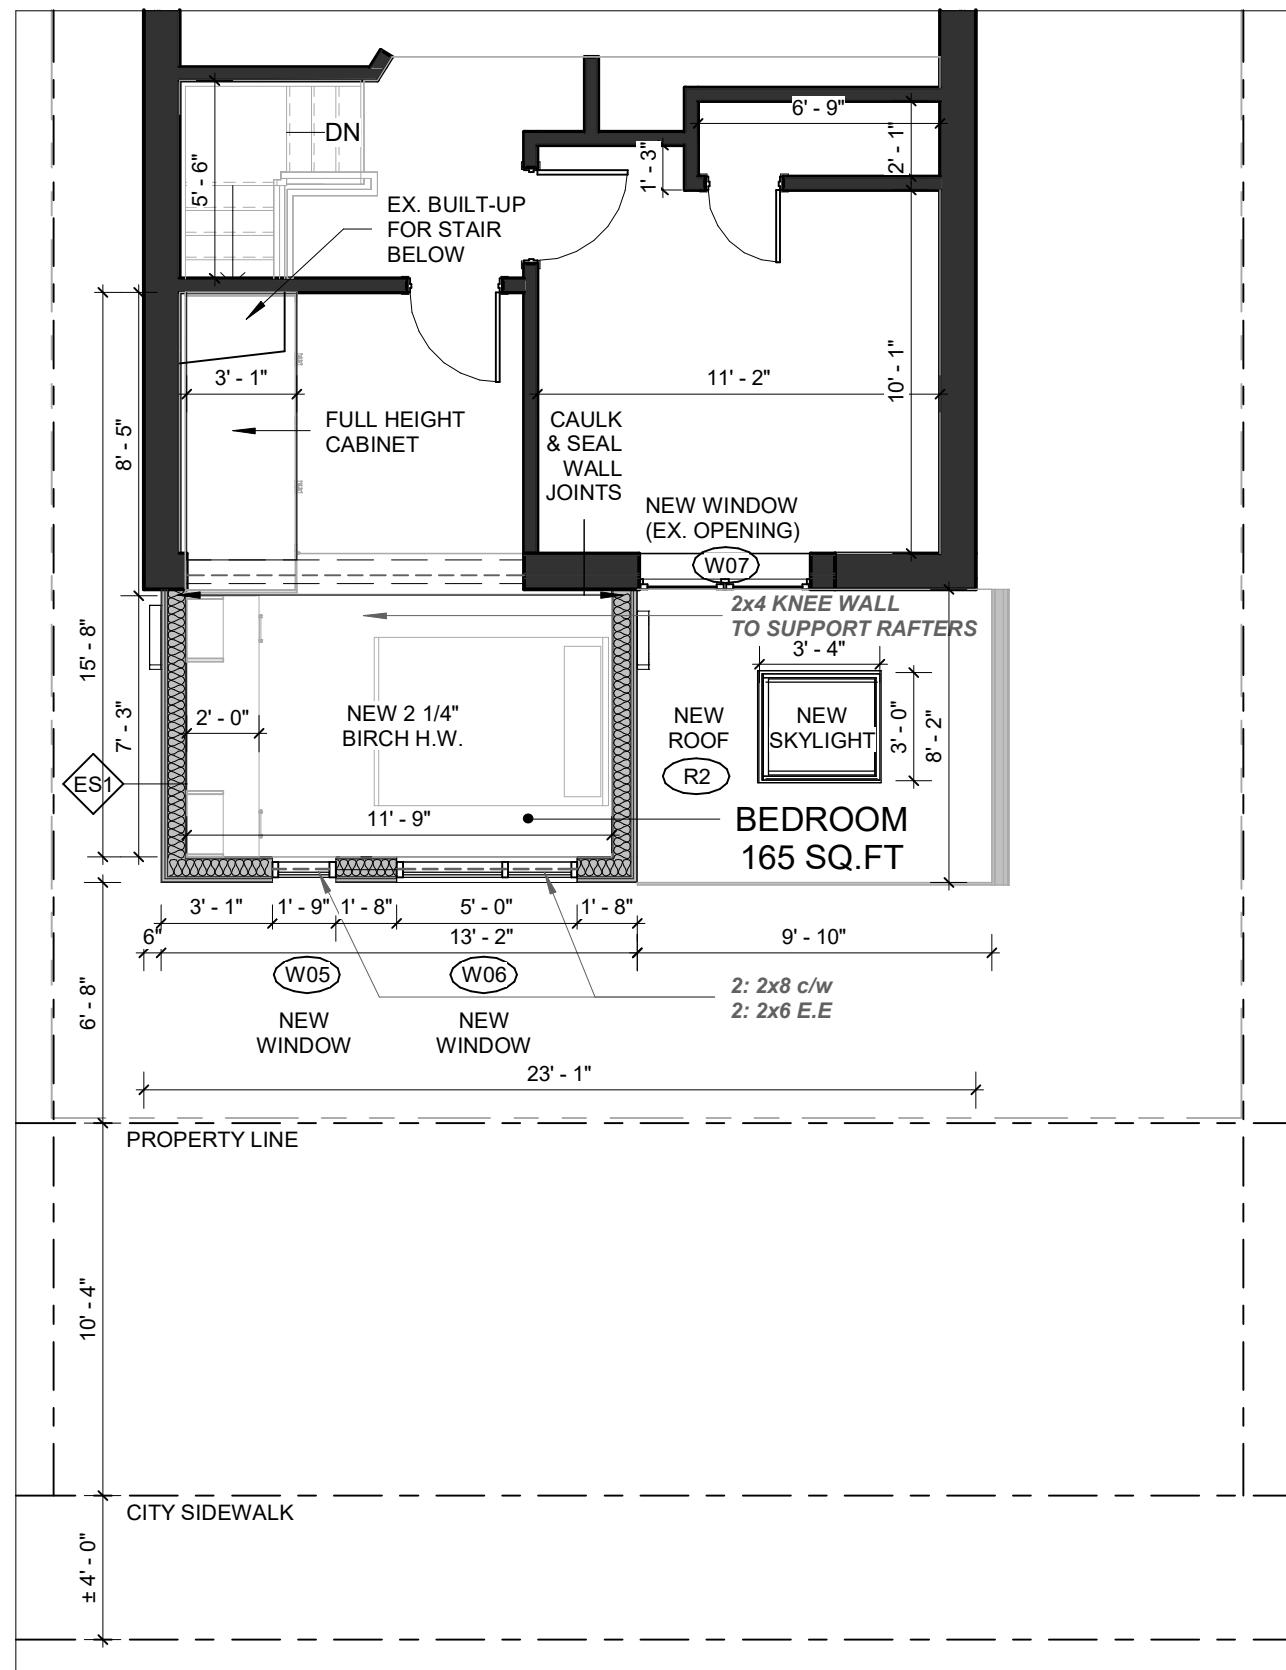 6' - 9"
DN
2' - 1"
1' - 3"
5' - 6"
EX. BUILT-UP
FOR STAIR
BELOW
3' - 1"
11' - 2"
10' - 1"
8' - 5"
FULL HEIGHT
CABINET
CAULK
& SEAL
WALL
JOINTS
NEW WINDOW
(EX. OPENING)
W07
2x4 KNEE WALL
TO SUPPORT RAFTERS
15' - 8"
3' - 4"
7' - 3"
2' - 0"
NEW 2 1/4"
BIRCH H.W.
NEW
ROOF
R2
NEW
SKYLIGHT
3' - 0"
8' - 2"
ES1
11' - 9"
BEDROOM
165 SQ.FT
3' - 1"
1' - 9"
1' - 8"
5' - 0"
1' - 8"
6"
13' - 2"
9' - 10"
W05
W06
2: 2x8 c/w
2: 2x6 E.E
6' - 8"
NEW
WINDOW
NEW
WINDOW
23' - 1"
PROPERTY LINE
10' - 4"
CITY SIDEWALK
± 4' - 0"